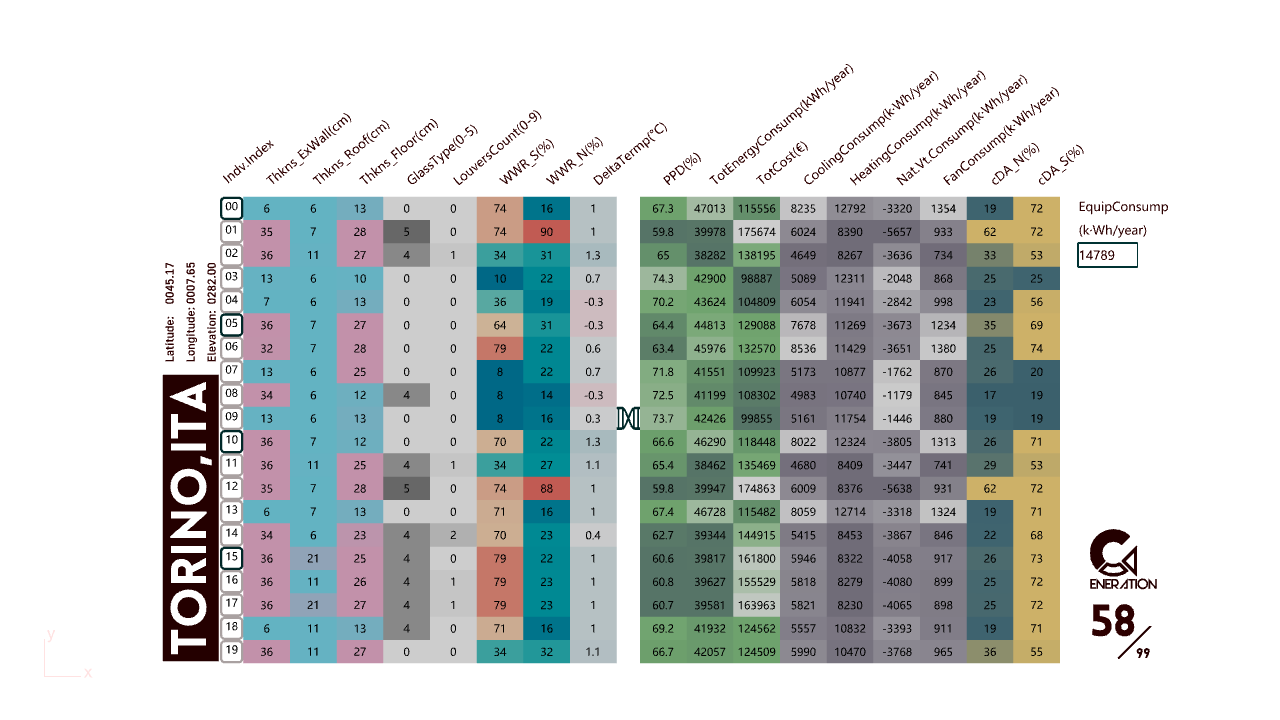 Indv.Index Thkns_ExWall(cm) Thkns_Roof(cm) Thkns_Floor(cm) GlassType(0-5) LouversCount(0-9) WWR_S(%) WWR_N(%) DeltaTermp(°C) PPD(%) TotEnergyConsump(kWh/year) TotCost(€) CoolingConsump(k·Wh/year) HeatingConsump(k·Wh/year) Nat.Vt.Consump(k·Wh/year) FanConsump(k·Wh/year) cDA_N(%) cDA_S(%)
00 6 6 13 0 0 74 16 1 67.3 47013 115556 8235 12792 -3320 1354 19 72
01 35 7 28 5 0 74 90 1 59.8 39978 175674 6024 8390 -5657 933 62 72
02 36 11 27 4 1 34 31 1.3 65 38282 138195 4649 8267 -3636 734 33 53
03 13 6 10 0 0 10 22 0.7 74.3 42900 98887 5089 12311 -2048 868 25 25
04 7 6 13 0 0 36 19 -0.3 70.2 43624 104809 6054 11941 -2842 998 23 56
05 36 7 27 0 0 64 31 -0.3 64.4 44813 129088 7678 11269 -3673 1234 35 69
06 32 7 28 0 0 79 22 0.6 63.4 45976 132570 8536 11429 -3651 1380 25 74
07 13 6 25 0 0 8 22 0.7 71.8 41551 109923 5173 10877 -1762 870 26 20
08 34 6 12 4 0 8 14 -0.3 72.5 41199 108302 4983 10740 -1179 845 17 19
09 13 6 13 0 0 8 16 0.3 73.7 42426 99855 5161 11754 -1446 880 19 19
10 36 7 12 0 0 70 22 1.3 66.6 46290 118448 8022 12324 -3805 1313 26 71
11 36 11 25 4 1 34 27 1.1 65.4 38462 135469 4680 8409 -3447 741 29 53
12 35 7 28 5 0 74 88 1 59.8 39947 174863 6009 8376 -5638 931 62 72
13 6 7 13 0 0 71 16 1 67.4 46728 115482 8059 12714 -3318 1324 19 71
14 34 6 23 4 2 70 23 0.4 62.7 39344 144915 5415 8453 -3867 846 22 68
15 36 21 25 4 0 79 22 1 60.6 39817 161800 5946 8322 -4058 917 26 73
16 36 11 26 4 1 79 23 1 60.8 39627 155529 5818 8279 -4080 899 25 72
17 36 21 27 4 1 79 23 1 60.7 39581 163963 5821 8230 -4065 898 25 72
18 6 11 13 4 0 71 16 1 69.2 41932 124562 5557 10832 -3393 911 19 71
19 36 11 27 0 0 34 32 1.1 66.7 42057 124509 5990 10470 -3768 965 36 55
Latitude: 0045.17
Longitude: 0007.65
Elevation: 0282.00
TORINO,ITA
EquipConsump
(k·Wh/year)
14789
ENERATION
58/99
y
x